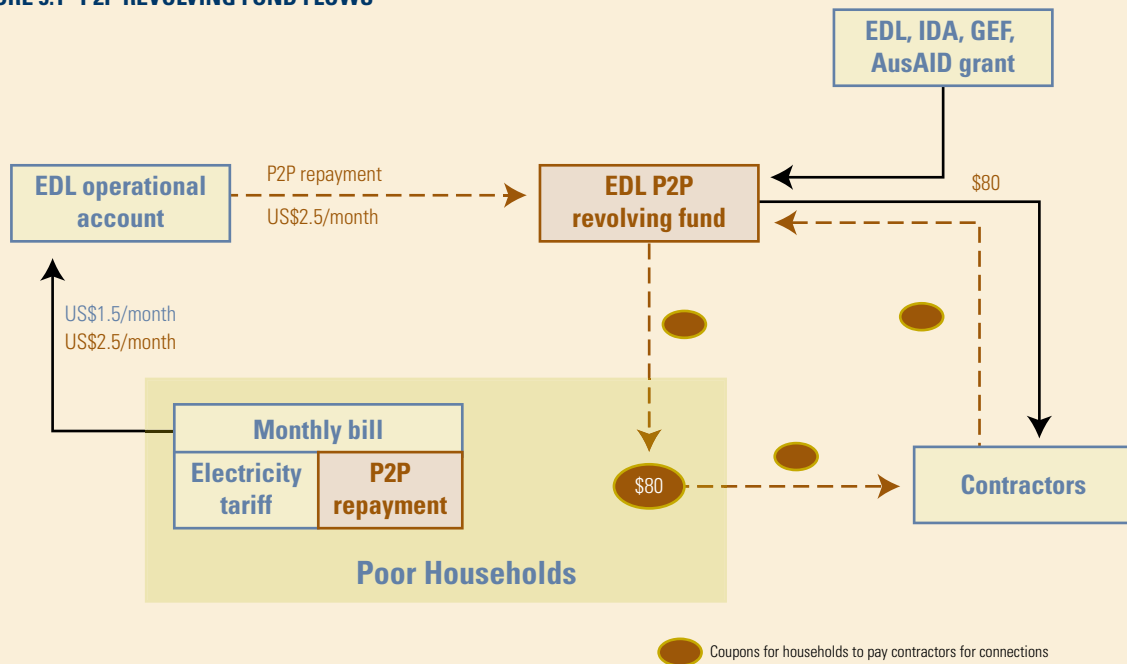 EDL, IDA, GEF,
AusAID grant
EDL operational
account
P2P repayment
US$2.5/month
EDL P2P
revolving fund
$80
US$1.5/month
US$2.5/month
Monthly bill
Electricity
tariff
P2P
repayment
$80
Contractors
Poor Households
Coupons for households to pay contractors for connections